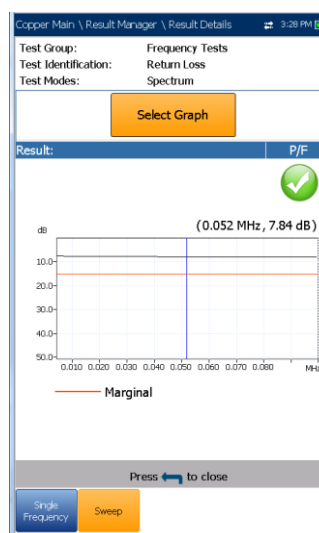 Copper Main \ Result Manager \ Result Details 3:28 PM
Test Group: Frequency Tests
Test Identification: Return Loss
Test Modes: Spectrum
Select Graph
Result: P/F
(0.052 MHz, 7.84 dB)
dB
10.0
20.0
30.0
40.0
50.0
0.010 0.020 0.030 0.040 0.050 0.060 0.070 0.080 MHz
Marginal
Press to close
Single Frequency
Sweep